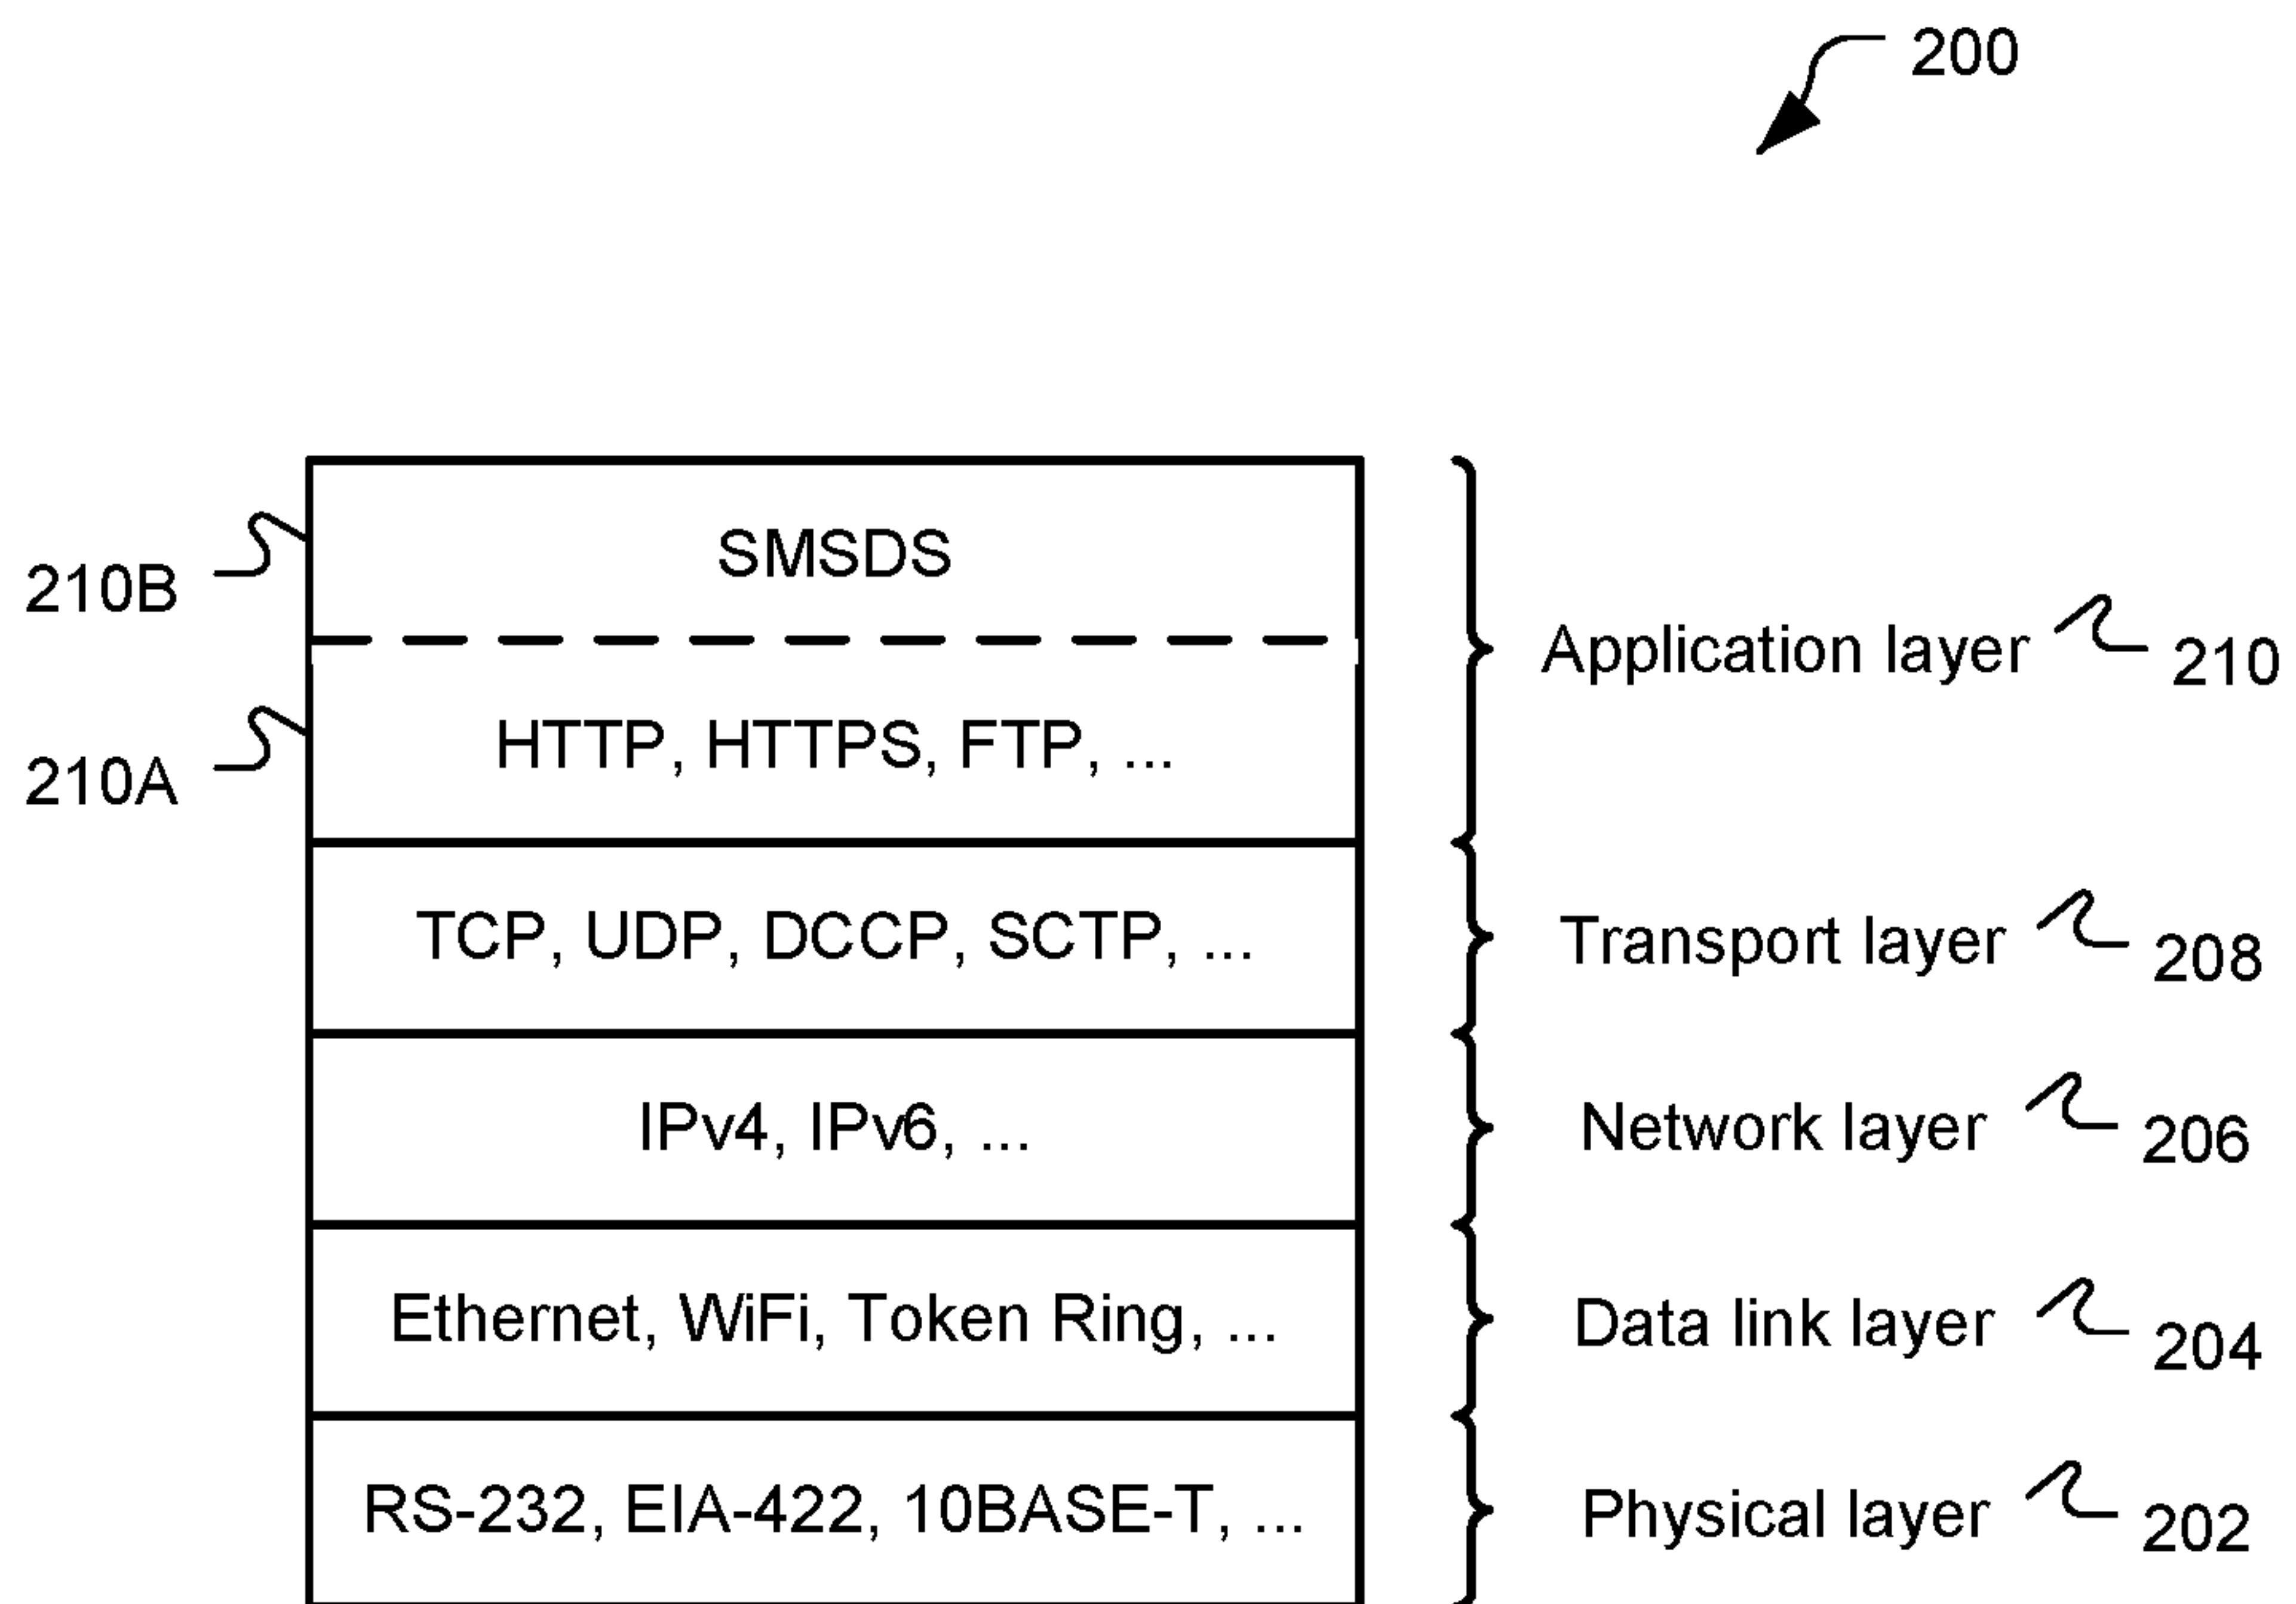 200
SMSDS
210B
Application layer 210
HTTP, HTTPS, FTP, ...
210A
TCP, UDP, DCCP, SCTP, ...
Transport layer 208
IPv4, IPv6, ...
Network layer 206
Ethernet, WiFi, Token Ring, ...
Data link layer 204
RS-232, EIA-422, 10BASE-T, ...
Physical layer 202